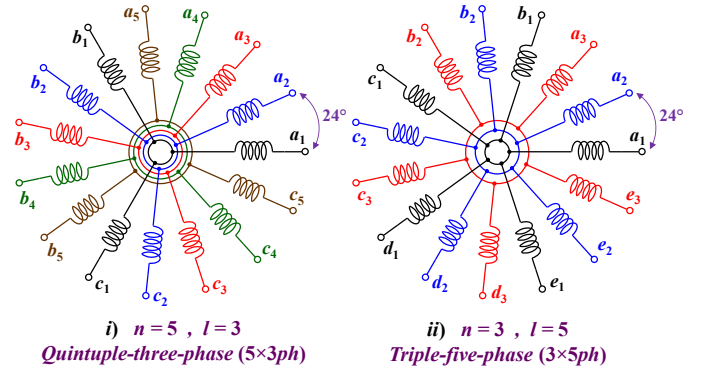 a5 a4
b1 a3
b2 a2
24°
b3 a1
b4 c5
b5 c4
c1 c2 c3
i) n = 5 , l = 3
Quintuple-three-phase (5×3ph)
b2 b1
b2 a3
c1 a2
24°
c2 a1
c3 e3
d1 e2
d2 d3 e1
ii) n = 3 , l = 5
Triple-five-phase (3×5ph)